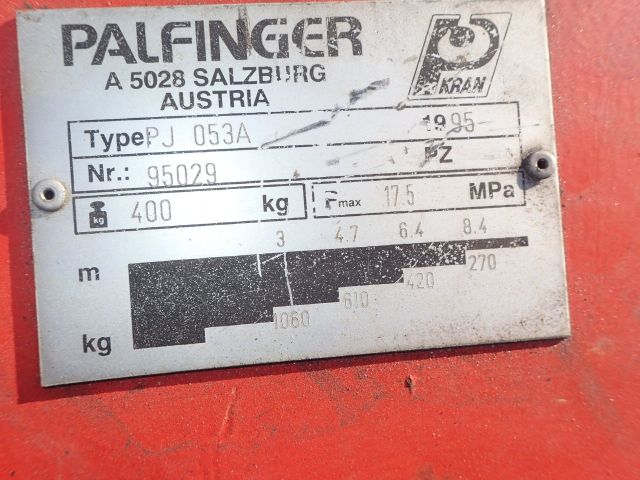 PALFINGER
A 5028 SALZBURG
AUSTRIA
KRAN
Type PJ 053A 1995
Nr.: 95029 PZ
kg 400 kg Pmax 17.5 MPa
3 4.7 6.4 8.4
m
270
420
610
1060
kg